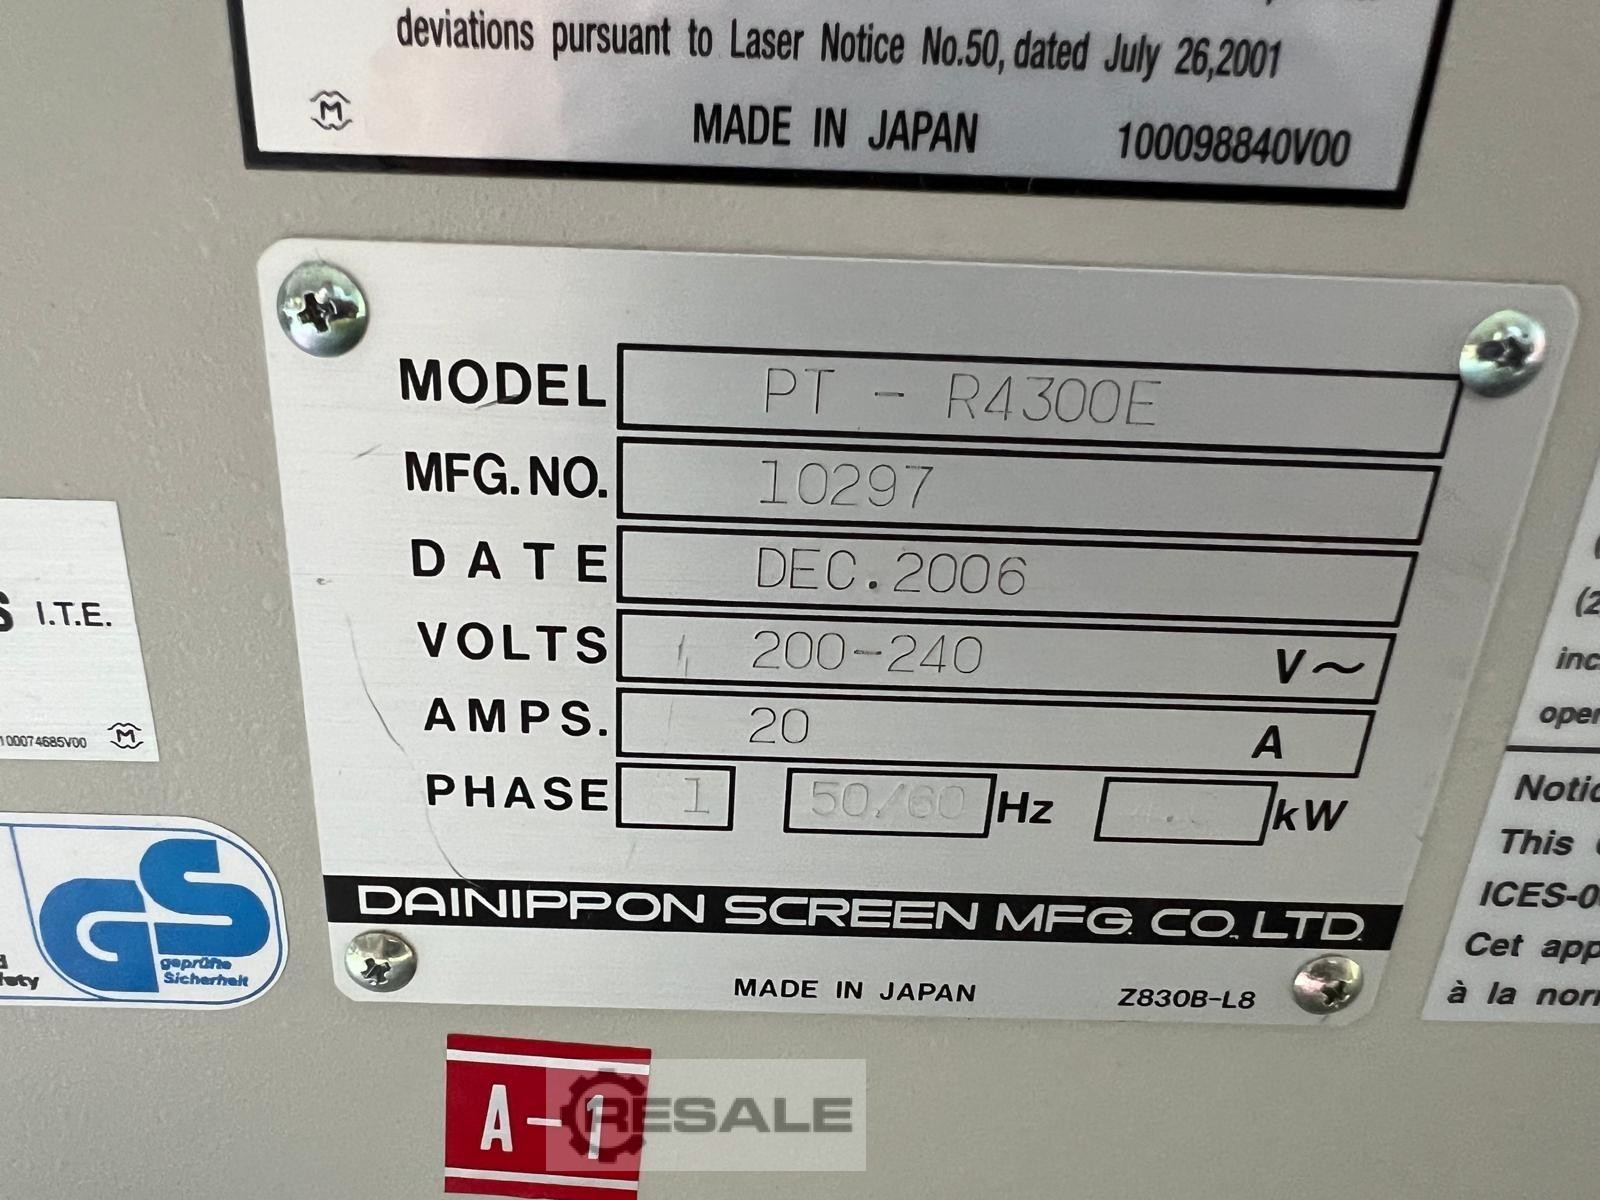 deviations pursuant to Laser Notice No.50, dated July 26,2001
M
MADE IN JAPAN 100098840V00
MODEL PT - R4300E
MFG.NO. 10297
DATE DEC.2006
VOLTS 200-240 V~
AMPS. 20 A
PHASE 1 50/60 Hz kW
DAINIPPON SCREEN MFG. CO., LTD.
MADE IN JAPAN Z830B-L8
S I.T.E.
100074685V00 M
GS
geprüfte
Sicherheit
A-1
RESALE
(2
inc
oper
Notic
This
ICES-0
Cet app
à la nor